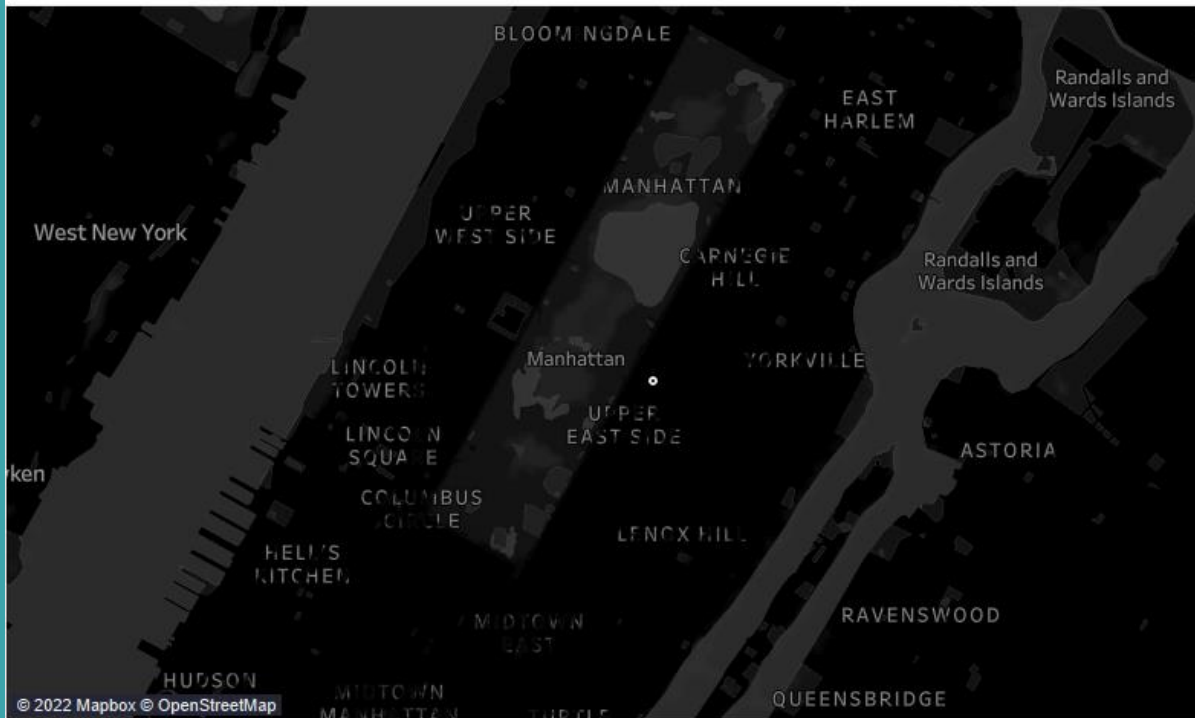 BLOOMINGDALE
Randalls and
Wards Islands
EAST
HARLEM
MANHATTAN
UPPER
WEST SIDE
West New York
CARNEGIE
HILL
Randalls and
Wards Islands
Manhattan
YORKVILLE
LINCOLN
TOWERS
UPPER
EAST SIDE
LINCOLN
SQUARE
ASTORIA
ken
COLUMBUS
CIRCLE
LENOX HILL
HELL'S
KITCHEN
RAVENSWOOD
MIDTOWN
EAST
HUDSON
MIDTOWN
MANHATTAN
TURTLE
QUEENSBRIDGE
© 2022 Mapbox © OpenStreetMap